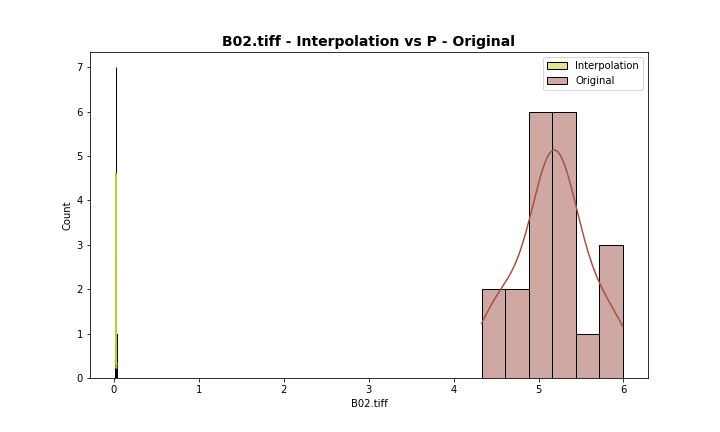 B02.tiff - Interpolation vs P - Original
Interpolation
Original
7
6
5
4
3
2
1
0
Count
0 1 2 3 4 5 6
B02.tiff